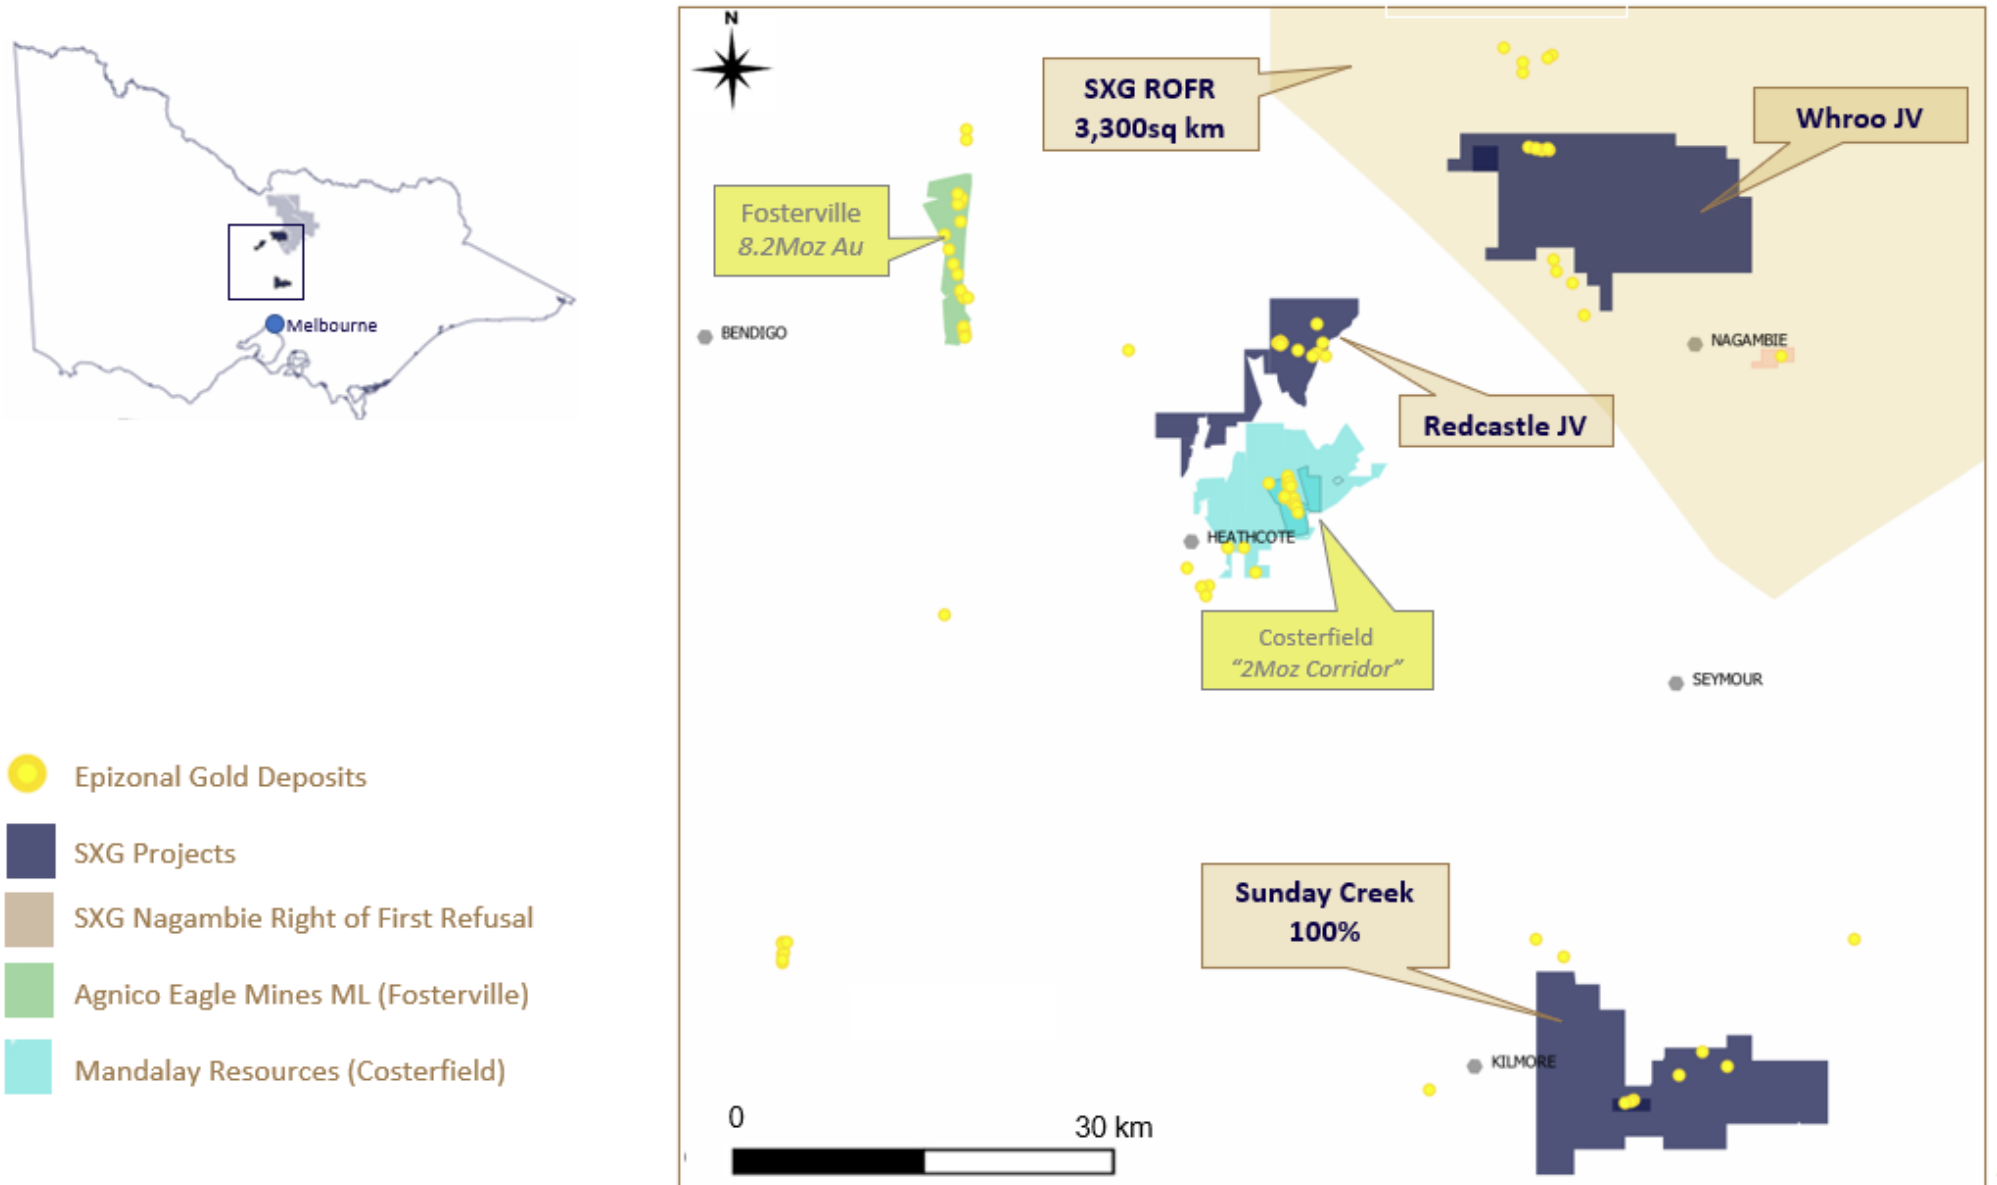 N
SXG ROFR
3,300sq km
Whroo JV
Fosterville
8.2Moz Au
Melbourne
BENDIGO
NAGAMBIE
Redcastle JV
HEATHCOTE
Costerfield
“2Moz Corridor”
SEYMOUR
Epizonal Gold Deposits
SXG Projects
SXG Nagambie Right of First Refusal
Agnico Eagle Mines ML (Fosterville)
Mandalay Resources (Costerfield)
Sunday Creek
100%
KILMORE
0
30 km